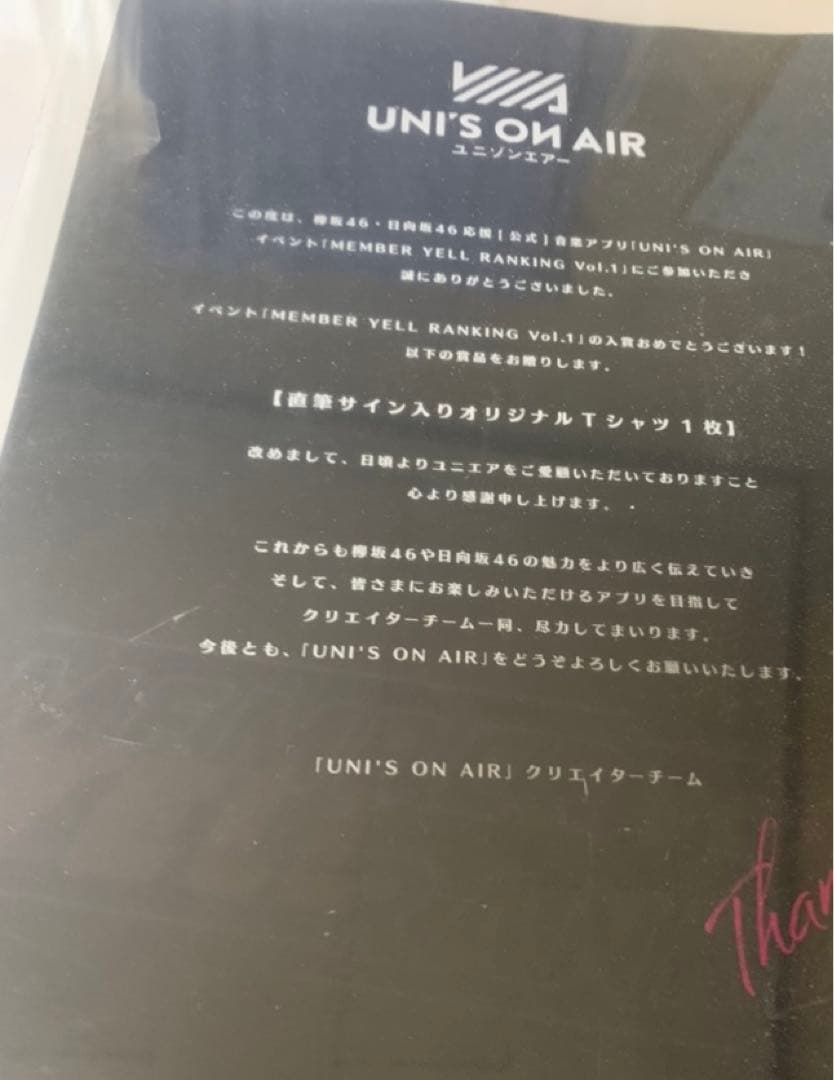 UNI'S ON AIR
ユニゾンエアー
この度は、欅坂46・日向坂46応援［公式］音楽アプリ「UNI'S ON AIR」
イベント「MEMBER YELL RANKING Vol.1」にご参加いただき
誠にありがとうございました。
イベント「MEMBER YELL RANKING Vol.1」の入賞おめでとうございます！
以下の賞品をお贈りします。
【直筆サイン入りオリジナルTシャツ1枚】
改めまして、日頃よりユニエアをご愛顧いただいておりますこと
心より感謝申し上げます。
これからも欅坂46や日向坂46の魅力をより広く伝えていき
そして、皆さまにお楽しみいただけるアプリを目指して
クリエイターチーム一同、尽力してまいります。
今後とも、「UNI'S ON AIR」をどうぞよろしくお願いいたします。
「UNI'S ON AIR」クリエイターチーム